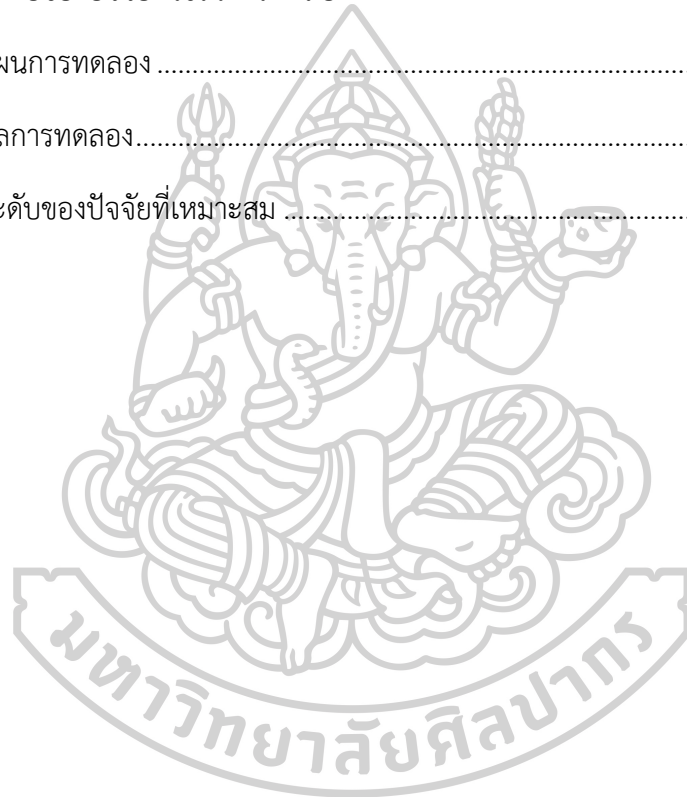 ผนการทดลอง ................................................................................
ลการทดลอง...................................................................................
ะดับของปัจจัยที่เหมาะสม ............................................................
มหาวิทยาลัยศิลปากร